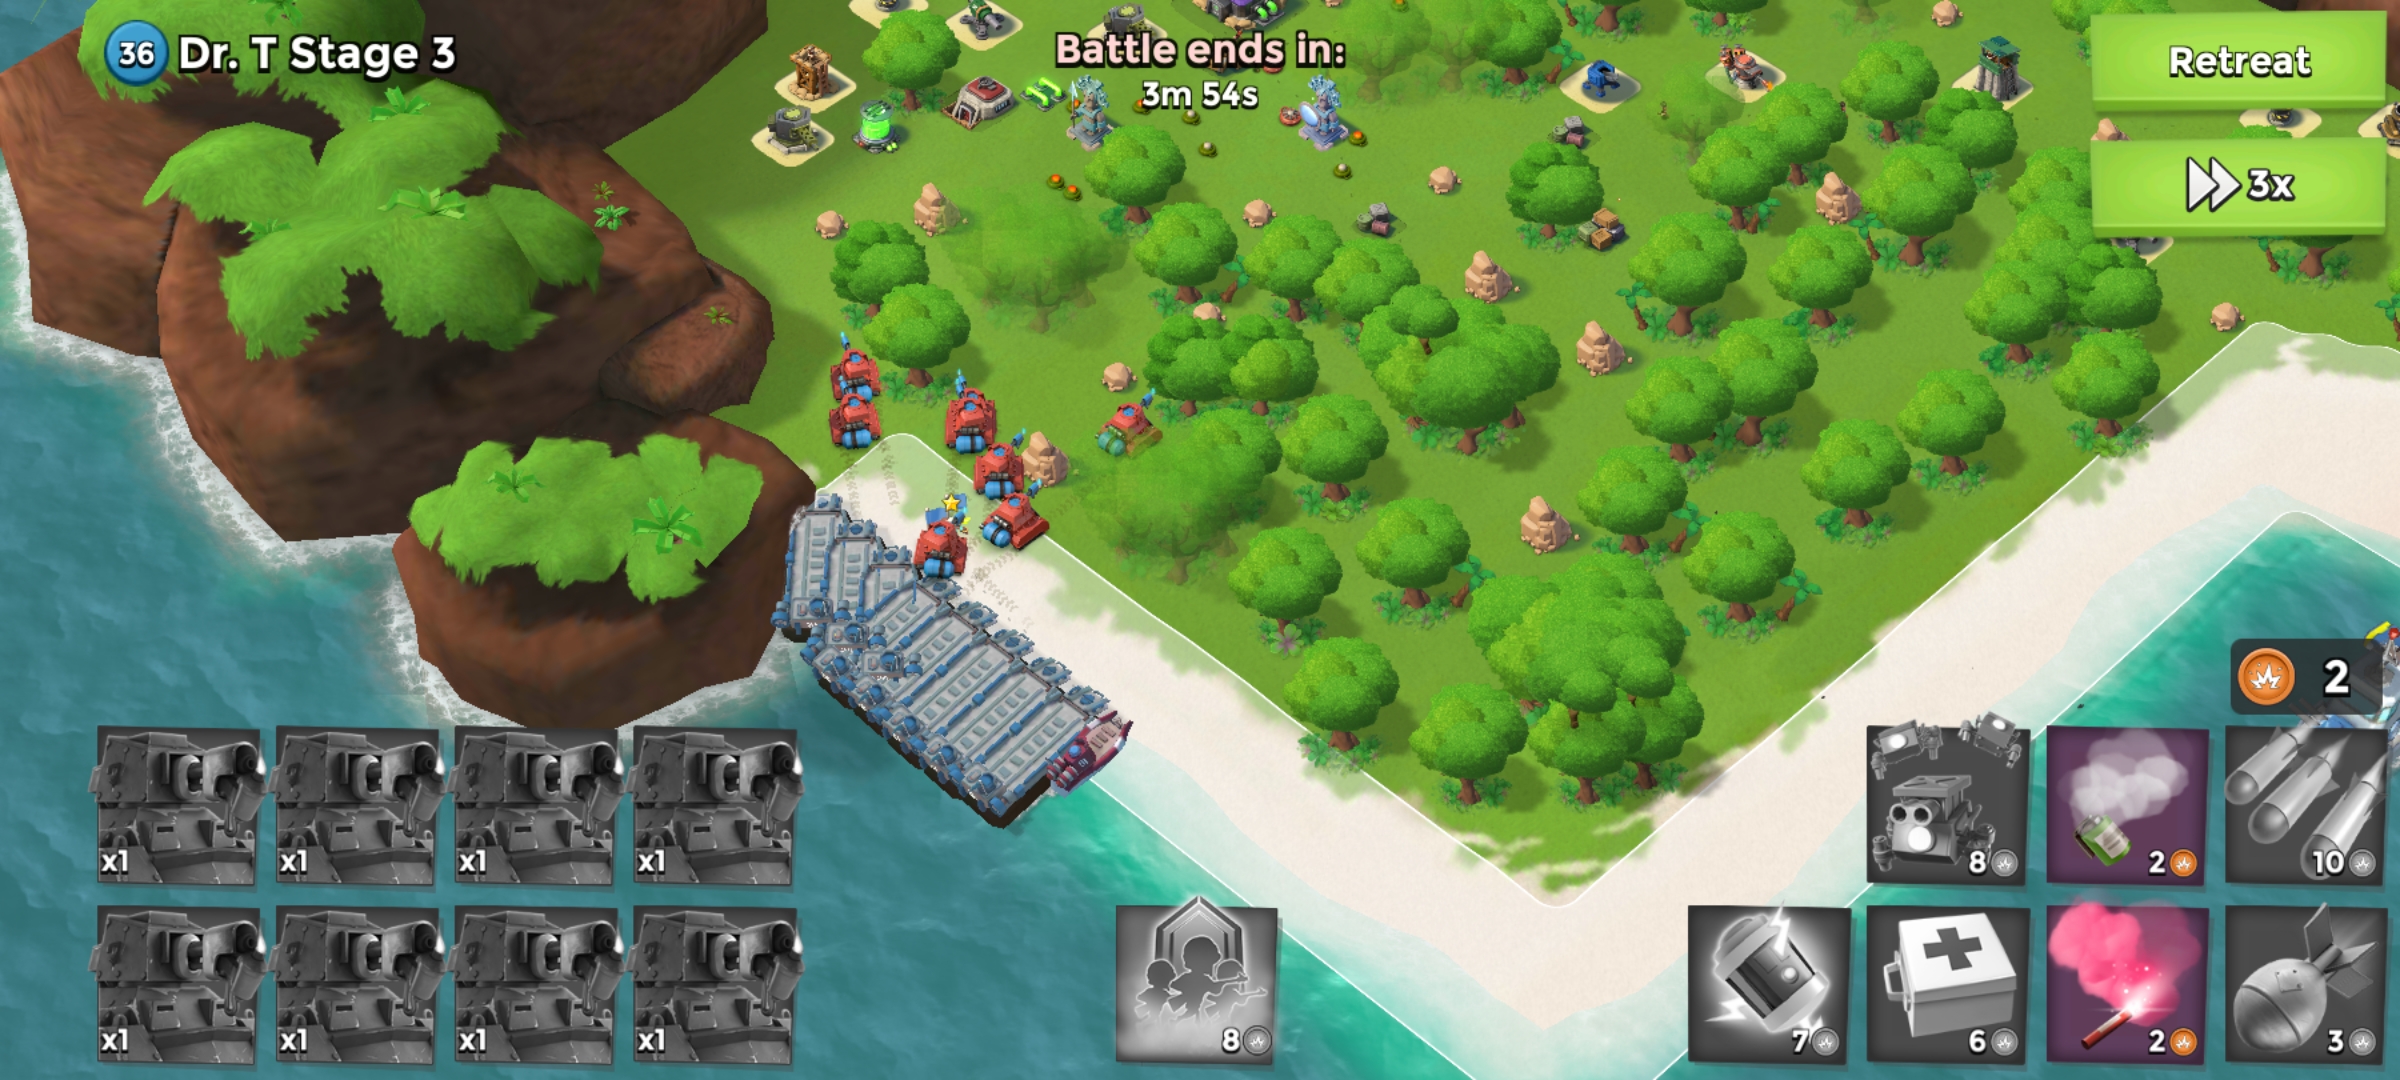 36 Dr. T Stage 3
Battle ends in:
3m 54s
Retreat
3x
2
x1 x1 x1 x1
8 2 10
x1 x1 x1 x1
8 7 6 2 3